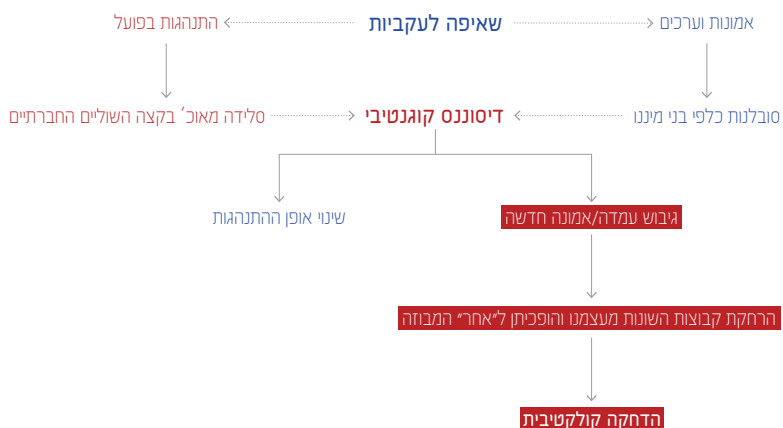 אמונות וערכים
שאיפה לעקביות
התנהגות בפועל
סובלנות כלפי בני מיננו
דיסוננס קוגנטיבי
סלידה מאוכ׳ בקצה השוליים החברתיים
גיבוש עמדה/אמונה חדשה
שינוי אופן ההתנהגות
הרחקת קבוצות השונות מעצמנו והופכיתן ל״אחר״ המבוזה
הדחקה קולקטיבית